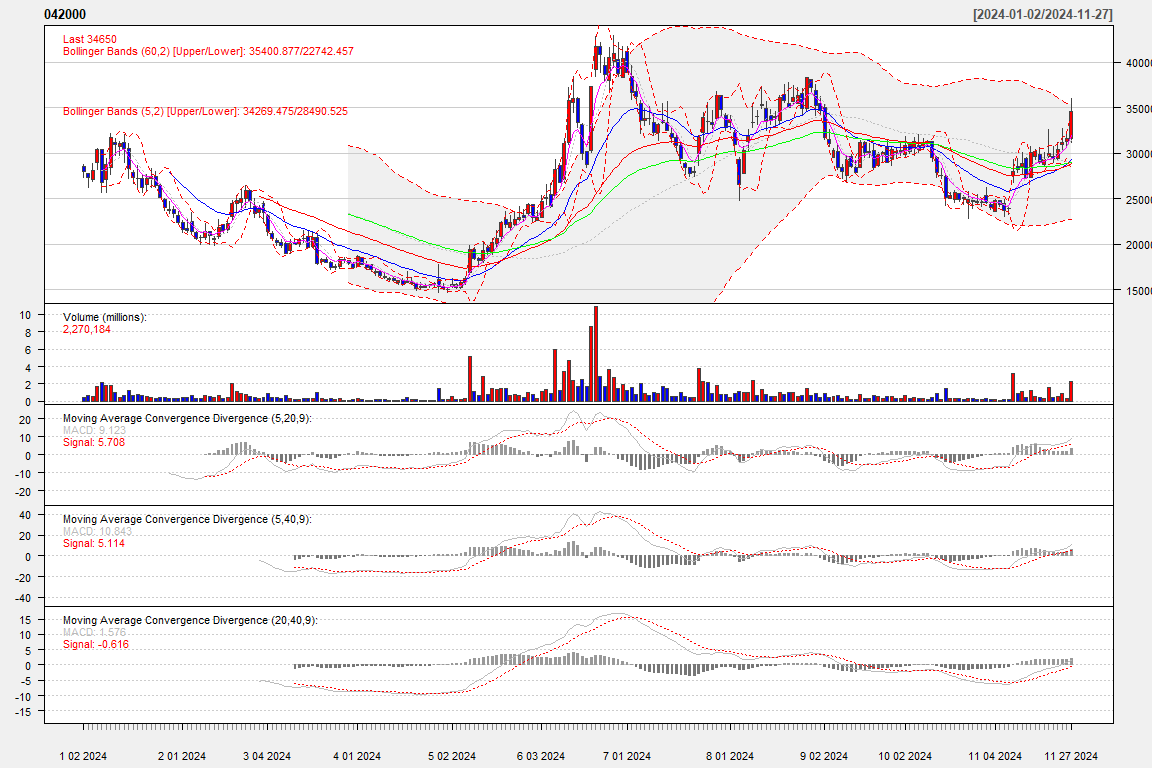 042000
[2024-01-02/2024-11-27]
Last 34650
Bollinger Bands (60,2) [Upper/Lower]: 35400.877/22742.457
Bollinger Bands (5,2) [Upper/Lower]: 34269.475/28490.525
40000
35000
30000
25000
20000
15000
Volume (millions):
2,270,184
10
8
6
4
2
0
Moving Average Convergence Divergence (5,20,9):
MACD: 9.123
Signal: 5.708
20
10
0
-10
-20
Moving Average Convergence Divergence (5,40,9):
MACD: 10.843
Signal: 5.114
40
20
0
-20
-40
Moving Average Convergence Divergence (20,40,9):
MACD: 1.576
Signal: -0.616
15
10
5
0
-5
-10
-15
1 02 2024
2 01 2024
3 04 2024
4 01 2024
5 02 2024
6 03 2024
7 01 2024
8 01 2024
9 02 2024
10 02 2024
11 04 2024
11 27 2024